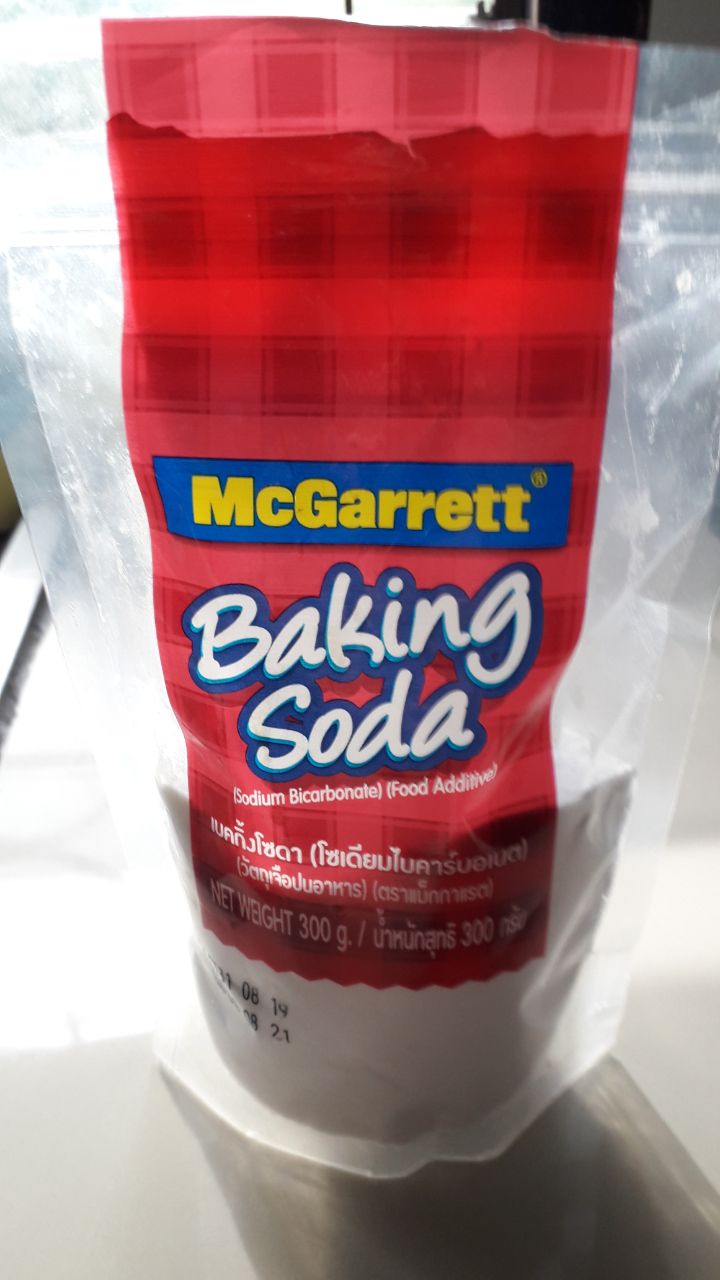 McGarrett®
Baking
Soda
(Sodium Bicarbonate) (Food Additive)
เบคกิ้งโซดา (โซเดียมไบคาร์บอเนต)
(วัตถุเจือปนอาหาร) (ตราแม็กกาแรต)
NET WEIGHT 300 g. / น้ำหนักสุทธิ 300 กรัม
31 08 19
08 21